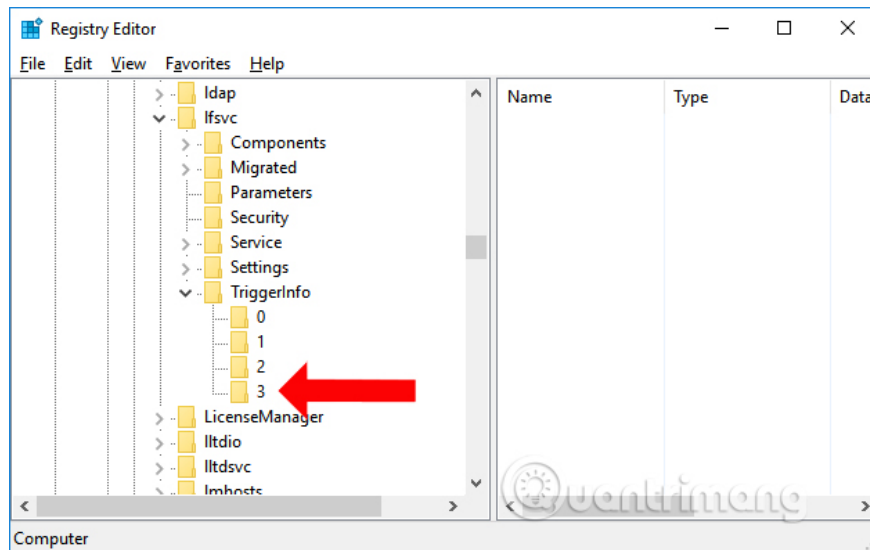 Registry Editor
File Edit View Favorites Help
ldap
lfsvc
Components
Migrated
Parameters
Security
Service
Settings
TriggerInfo
0
1
2
3
LicenseManager
lltdio
lltdsvc
lmhosts
Name Type Data
Quantrimang
Computer